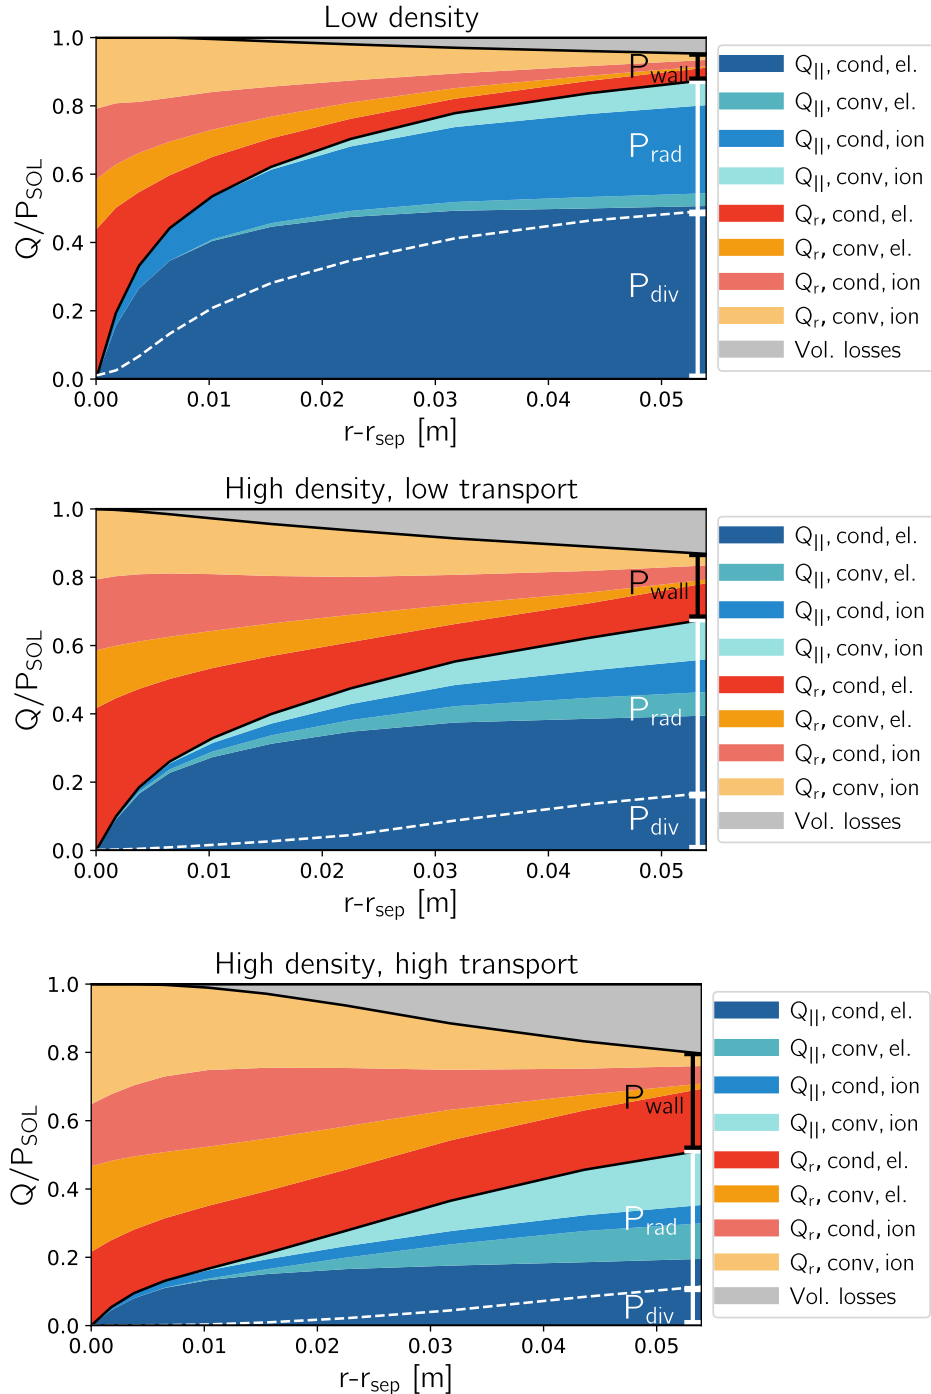 Low density
1.0
0.8
0.6
0.4
0.2
0.0
Q/P_SOL
0.00 0.01 0.02 0.03 0.04 0.05
r-r_sep [m]
P_wall
P_rad
P_div
Q_||, cond, el.
Q_||, conv, el.
Q_||, cond, ion
Q_||, conv, ion
Q_r, cond, el.
Q_r, conv, el.
Q_r, cond, ion
Q_r, conv, ion
Vol. losses
High density, low transport
1.0
0.8
0.6
0.4
0.2
0.0
Q/P_SOL
0.00 0.01 0.02 0.03 0.04 0.05
r-r_sep [m]
P_wall
P_rad
P_div
Q_||, cond, el.
Q_||, conv, el.
Q_||, cond, ion
Q_||, conv, ion
Q_r, cond, el.
Q_r, conv, el.
Q_r, cond, ion
Q_r, conv, ion
Vol. losses
High density, high transport
1.0
0.8
0.6
0.4
0.2
0.0
Q/P_SOL
0.00 0.01 0.02 0.03 0.04 0.05
r-r_sep [m]
P_wall
P_rad
P_div
Q_||, cond, el.
Q_||, conv, el.
Q_||, cond, ion
Q_||, conv, ion
Q_r, cond, el.
Q_r, conv, el.
Q_r, cond, ion
Q_r, conv, ion
Vol. losses